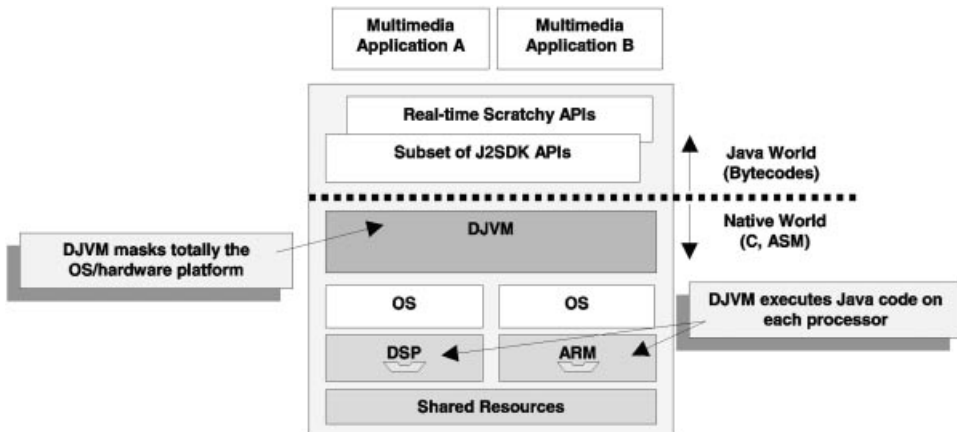 Multimedia
Application A
Multimedia
Application B
Real-time Scratchy APIs
Subset of J2SDK APIs
Java World
(Bytecodes)
DJVM
Native World
(C, ASM)
DJVM masks totally the
OS/hardware platform
OS
OS
DJVM executes Java code on
each processor
DSP
ARM
Shared Resources